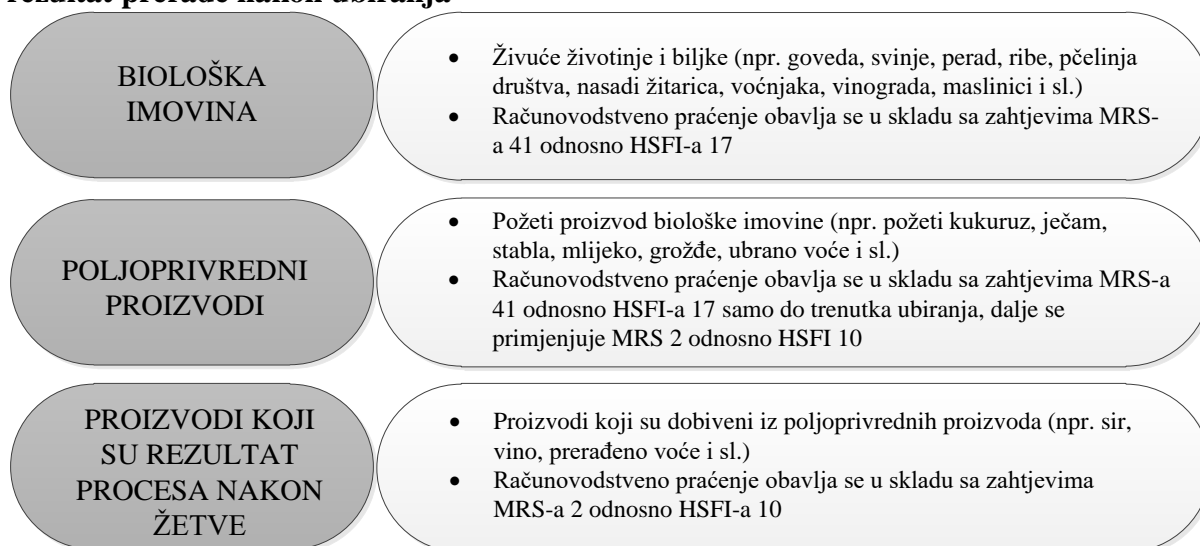 rezultat prerade nakon ubiranja
BIOLOŠKA
IMOVINA
• Živuće životinje i biljke (npr. goveda, svinje, perad, ribe, pčelinja
društva, nasadi žitarica, voćnjaka, vinograda, maslinici i sl.)
• Računovodstveno praćenje obavlja se u skladu sa zahtjevima MRS-
a 41 odnosno HSFI-a 17
POLJOPRIVREDNI
PROIZVODI
• Požeti proizvod biološke imovine (npr. požeti kukuruz, ječam,
stabla, mlijeko, grožđe, ubrano voće i sl.)
• Računovodstveno praćenje obavlja se u skladu sa zahtjevima MRS-a
41 odnosno HSFI-a 17 samo do trenutka ubiranja, dalje se
primjenjuje MRS 2 odnosno HSFI 10
PROIZVODI KOJI
SU REZULTAT
PROCESA NAKON
ŽETVE
• Proizvodi koji su dobiveni iz poljoprivrednih proizvoda (npr. sir,
vino, prerađeno voće i sl.)
• Računovodstveno praćenje obavlja se u skladu sa zahtjevima
MRS-a 2 odnosno HSFI-a 10